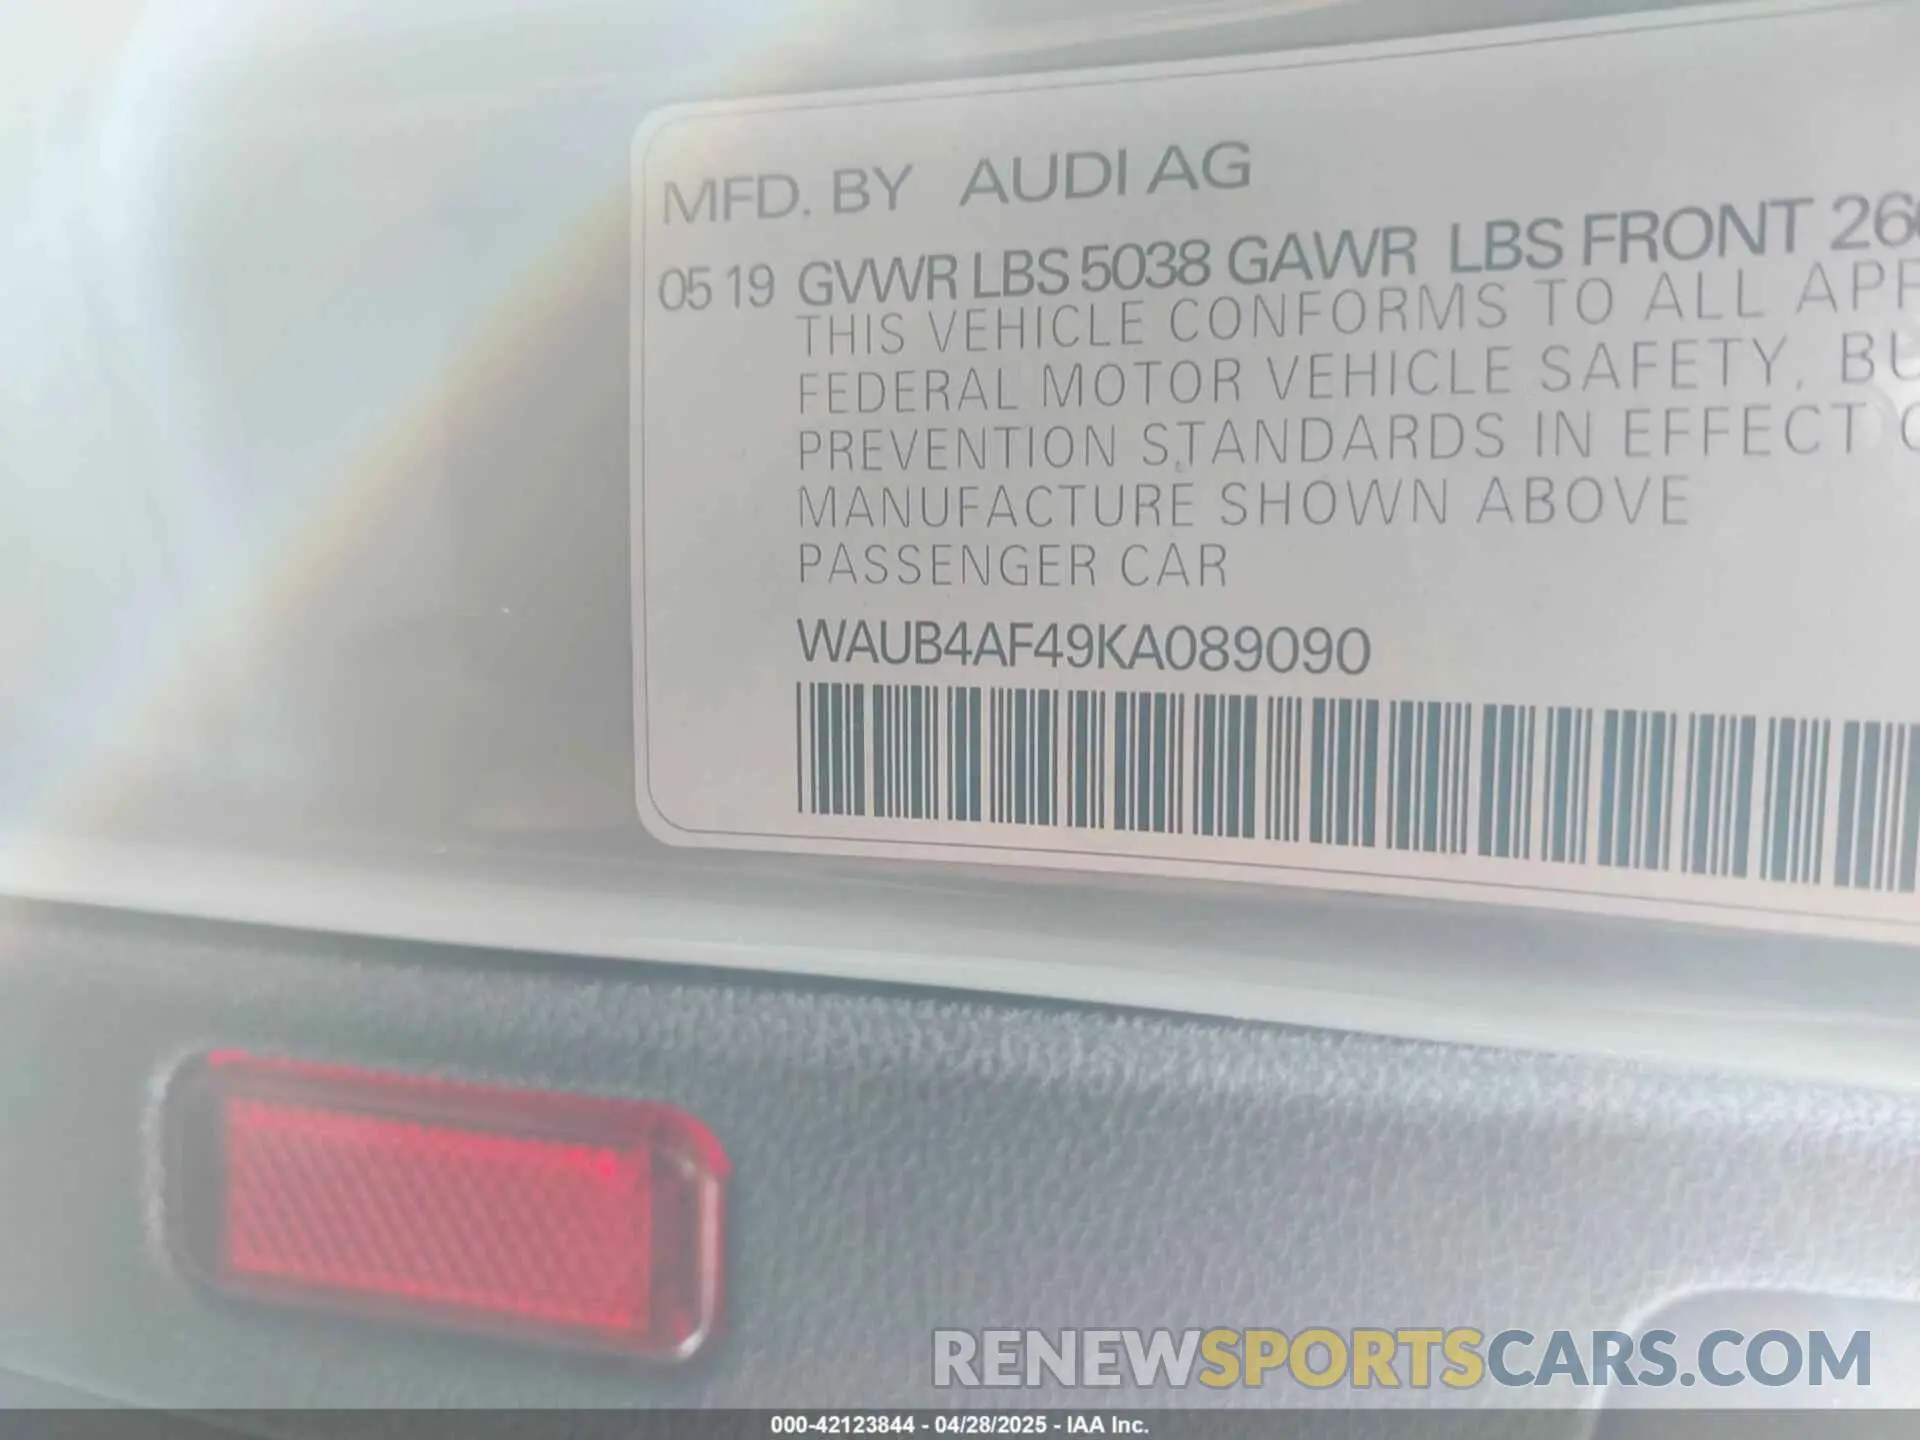 MFD. BY AUDI AG
05 19 GVWR LBS 5038 GAWR LBS FRONT
THIS VEHICLE CONFORMS TO ALL
FEDERAL MOTOR VEHICLE SAFETY,
PREVENTION STANDARDS IN EFFECT
MANUFACTURE SHOWN ABOVE
PASSENGER CAR
WAUB4AF49KA089090
RENEWSPORTSCARS.COM
000-42123844 - 04/28/2025 - IAA Inc.